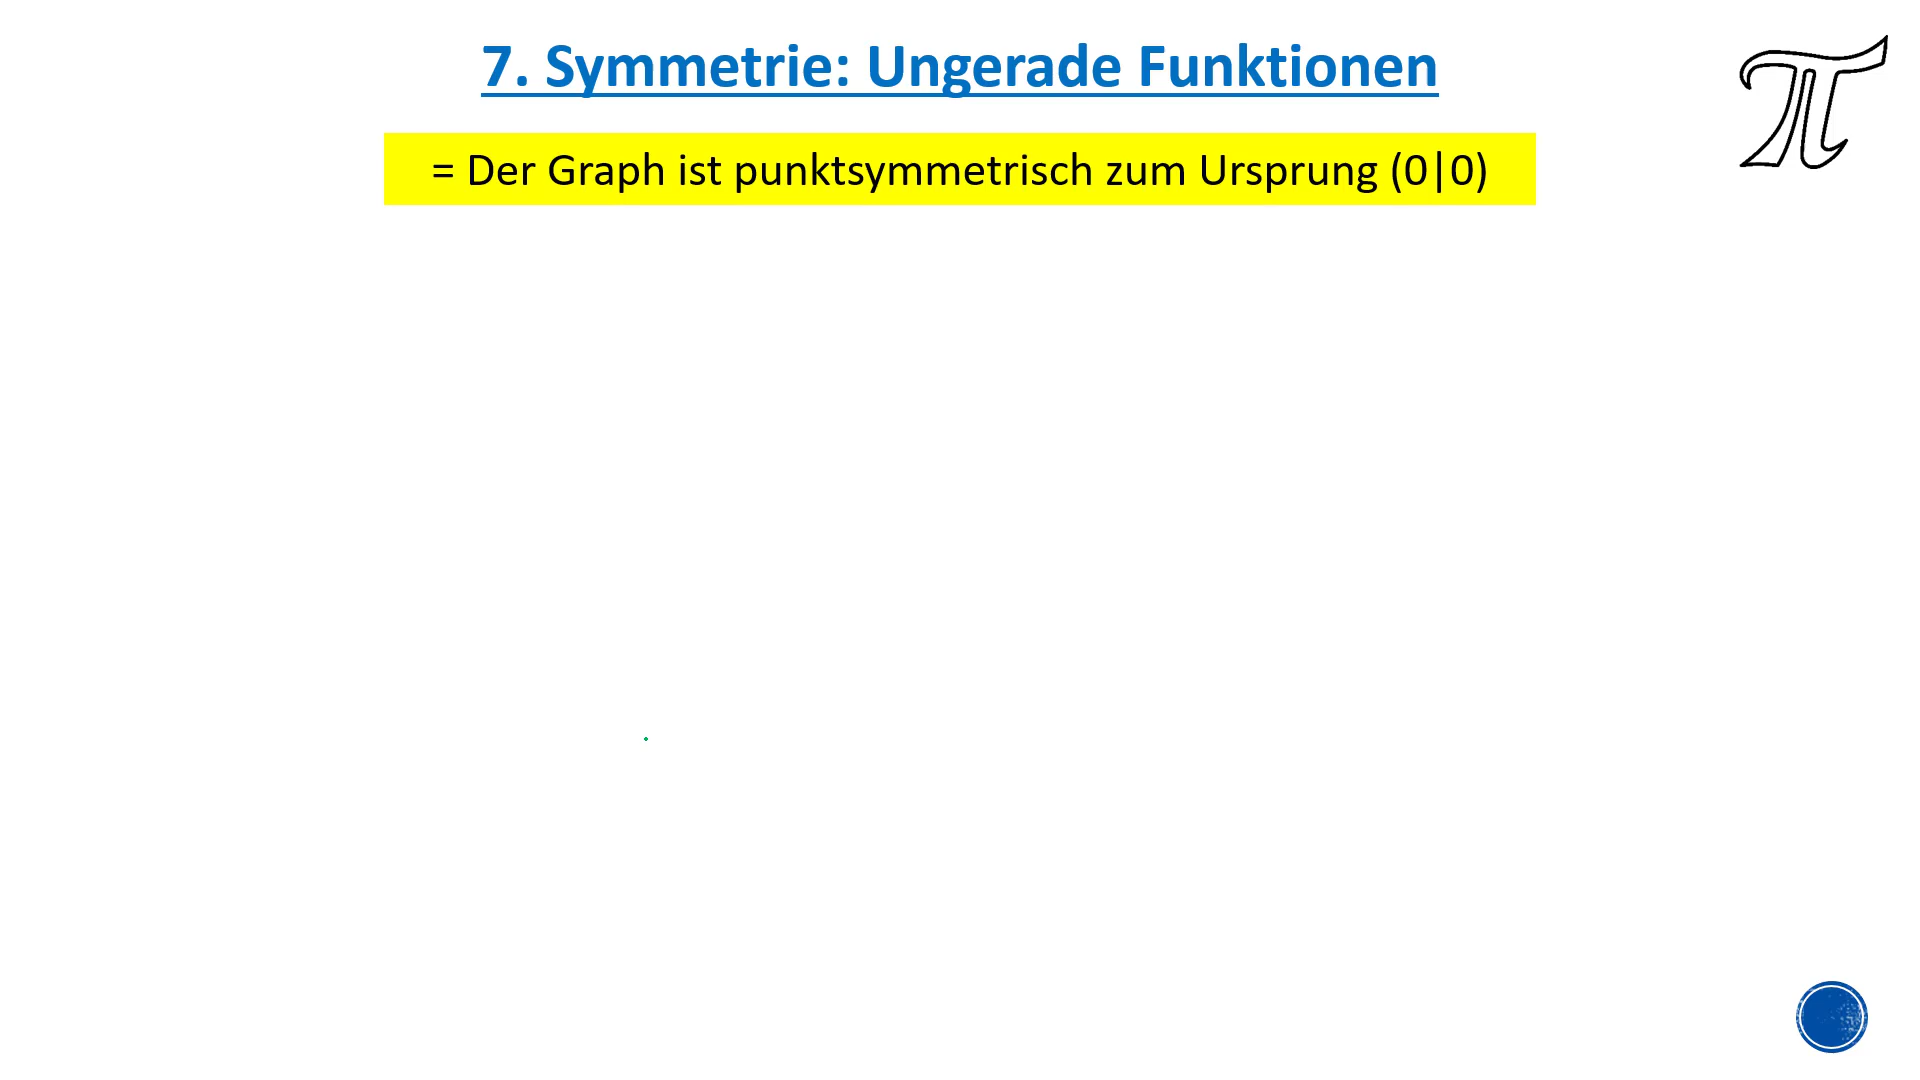 7. Symmetrie: Ungerade Funktionen
π
= Der Graph ist punktsymmetrisch zum Ursprung (0|0)